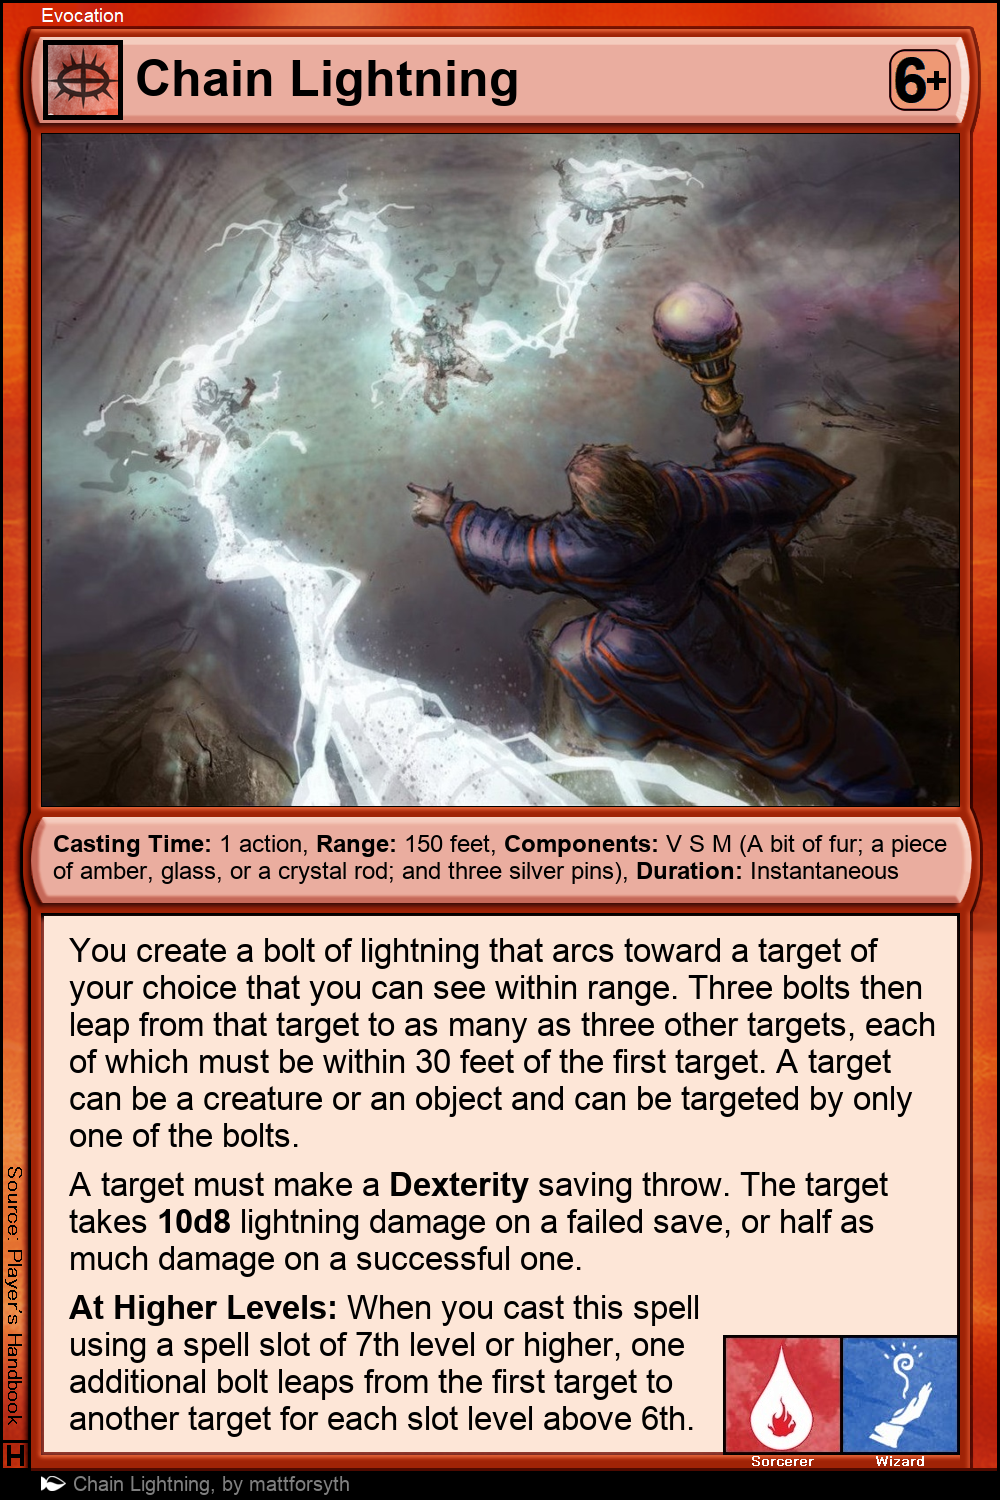 Evocation
Chain Lightning
6+
Casting Time: 1 action, Range: 150 feet, Components: V S M (A bit of fur; a piece
of amber, glass, or a crystal rod; and three silver pins), Duration: Instantaneous
You create a bolt of lightning that arcs toward a target of
your choice that you can see within range. Three bolts then
leap from that target to as many as three other targets, each
of which must be within 30 feet of the first target. A target
can be a creature or an object and can be targeted by only
one of the bolts.
A target must make a Dexterity saving throw. The target
takes 10d8 lightning damage on a failed save, or half as
much damage on a successful one.
At Higher Levels: When you cast this spell
using a spell slot of 7th level or higher, one
additional bolt leaps from the first target to
another target for each slot level above 6th.
Sorcerer
Wizard
Source: Player's Handbook
H
Chain Lightning, by mattforsyth